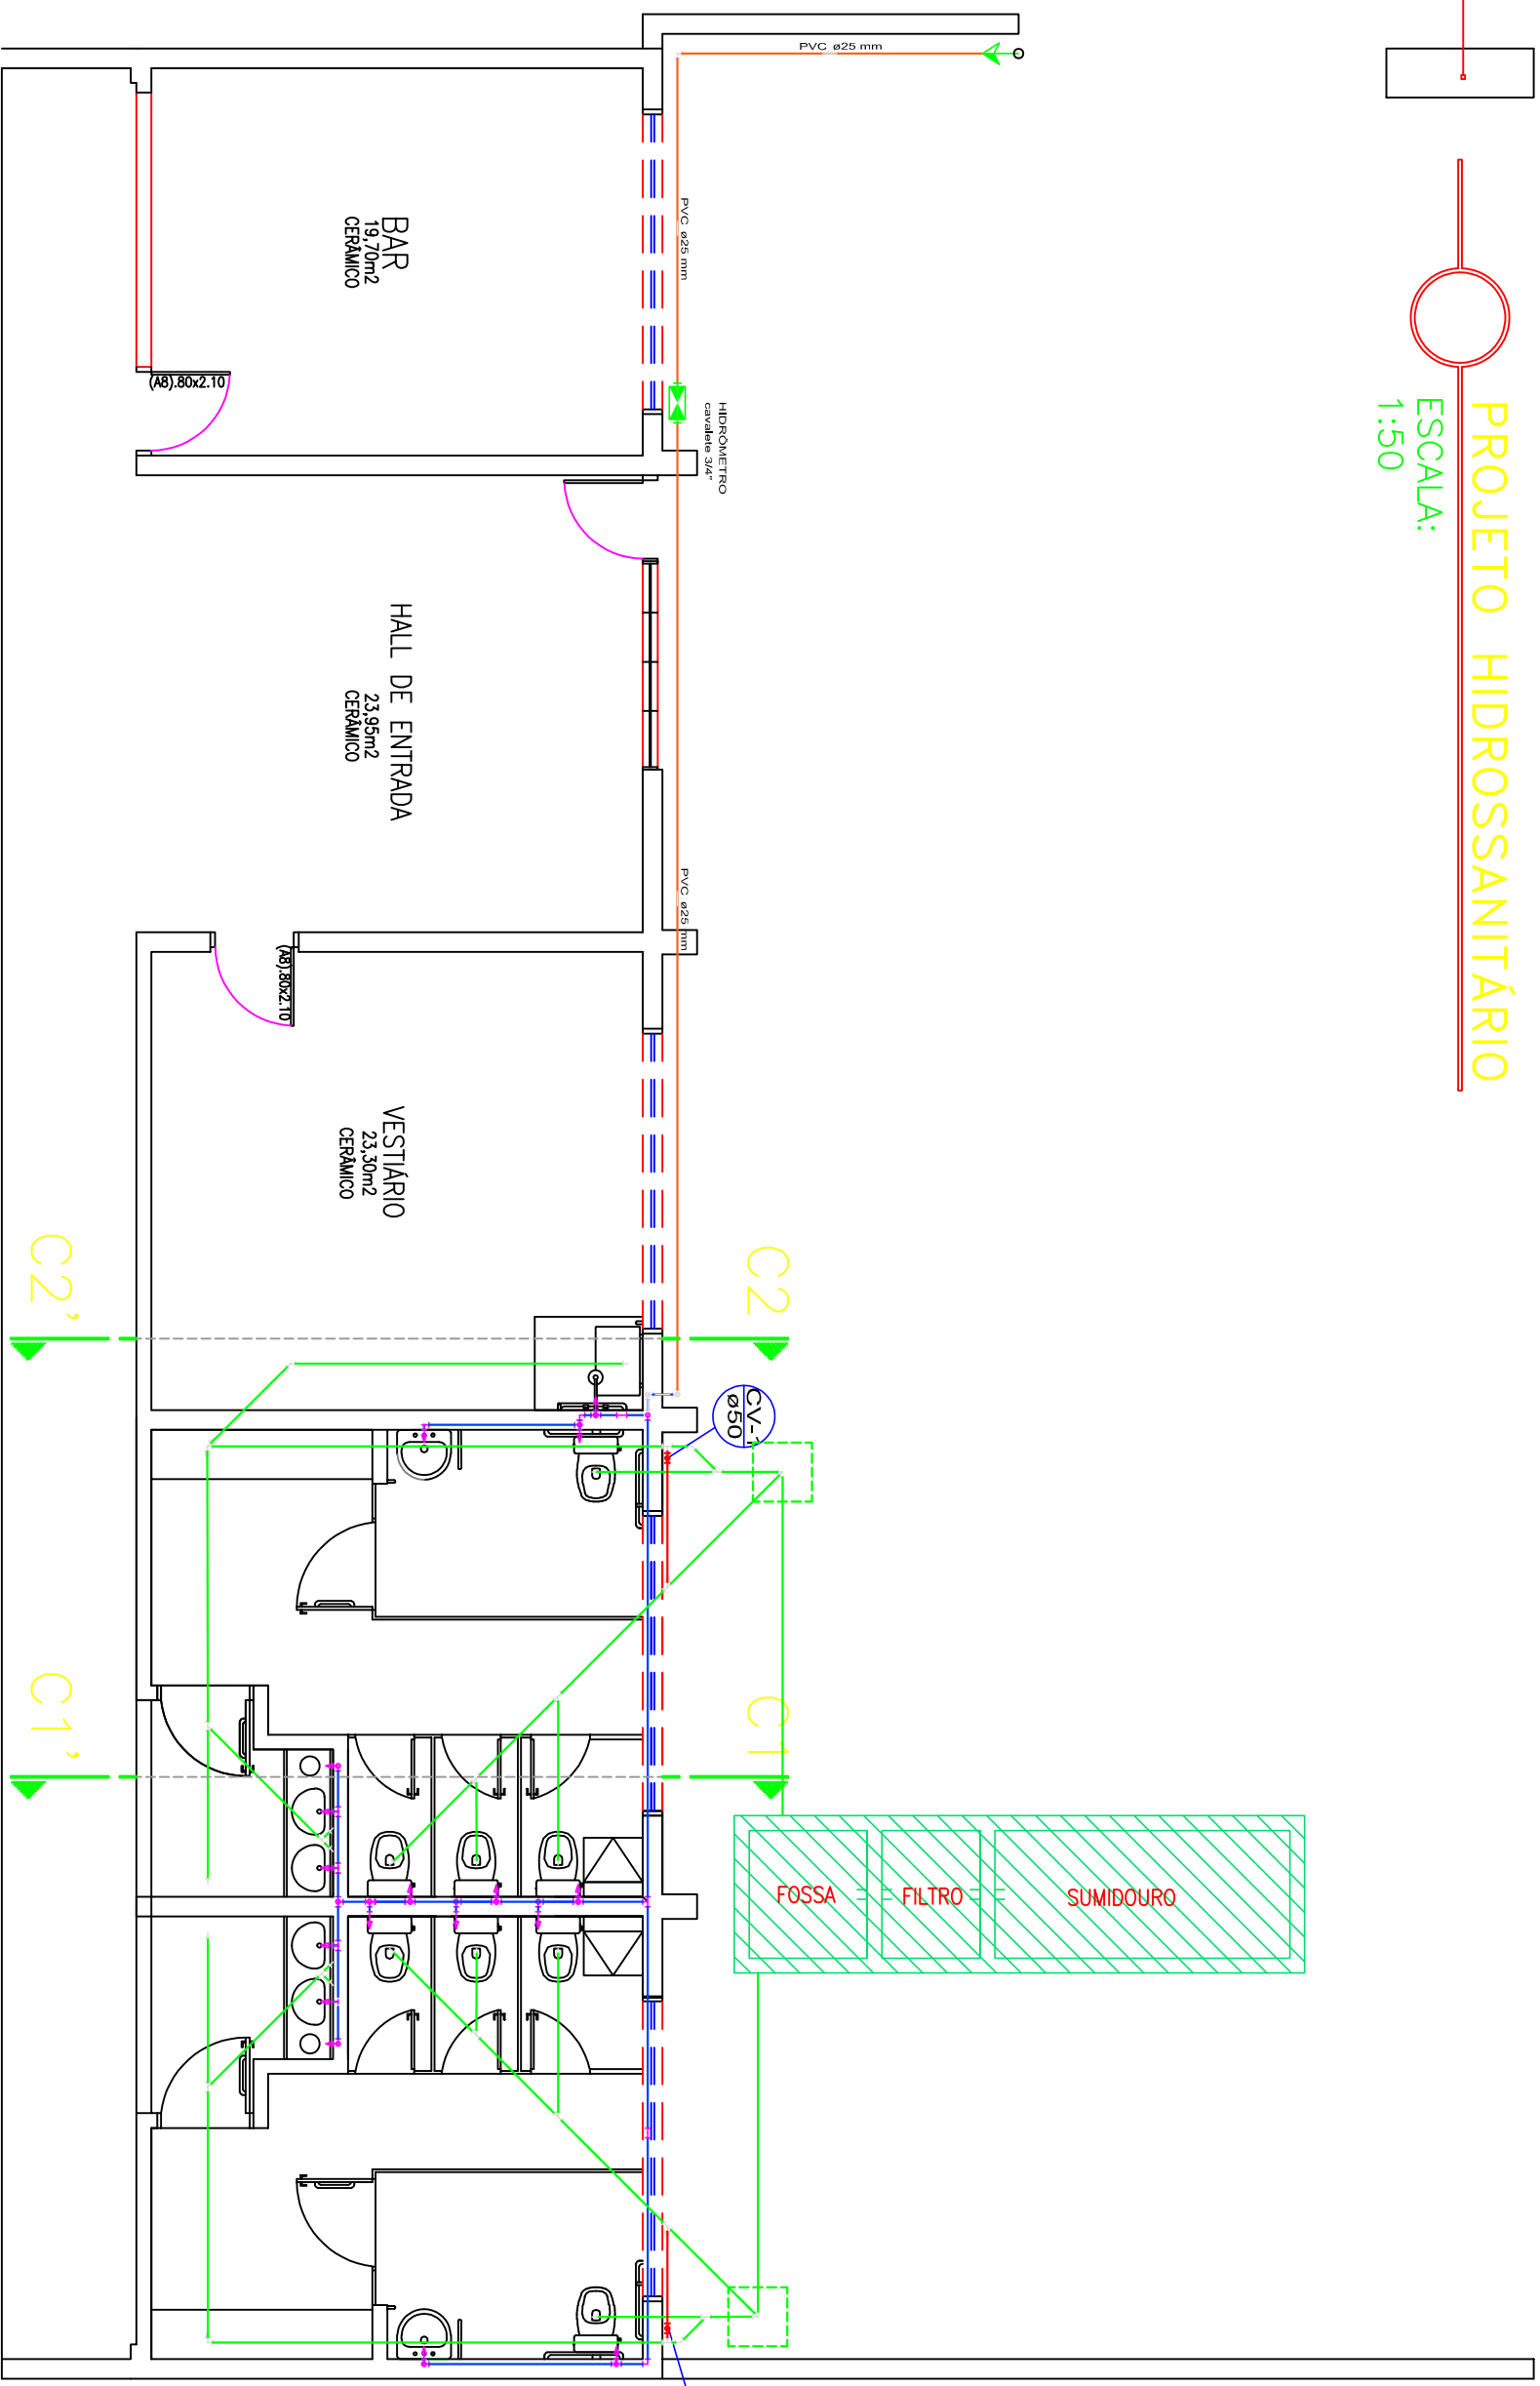 PROJETO HIDROSSANITÁRIO
ESCALA:
1:50
PVC ø25 mm
PVC ø25 mm
HIDRÔMETRO
cavalete 3/4"
PVC ø25 mm
BAR
19,70m2
CERÂMICO
(A8).80x2.10
HALL DE ENTRADA
23,95m2
CERÂMICO
(A8).80x2.10
VESTIÁRIO
23,30m2
CERÂMICO
C2
C2'
CV-1
ø50
C1
C1'
FOSSA
FILTRO
SUMIDOURO